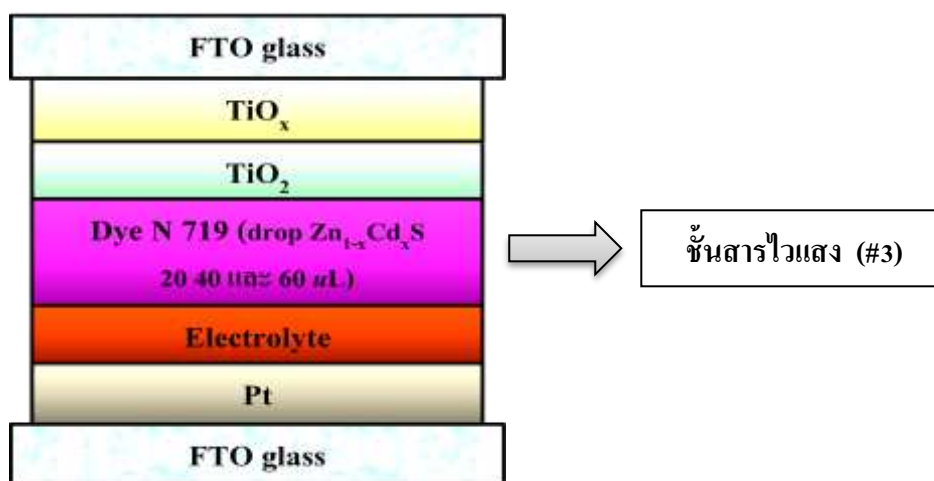 FTO glass
TiOₓ
TiO₂
Dye N 719 (drop Zn₁₋ₓCdₓS
20 40 และ 60 uL)
ชั้นสารไวแสง (#3)
Electrolyte
Pt
FTO glass